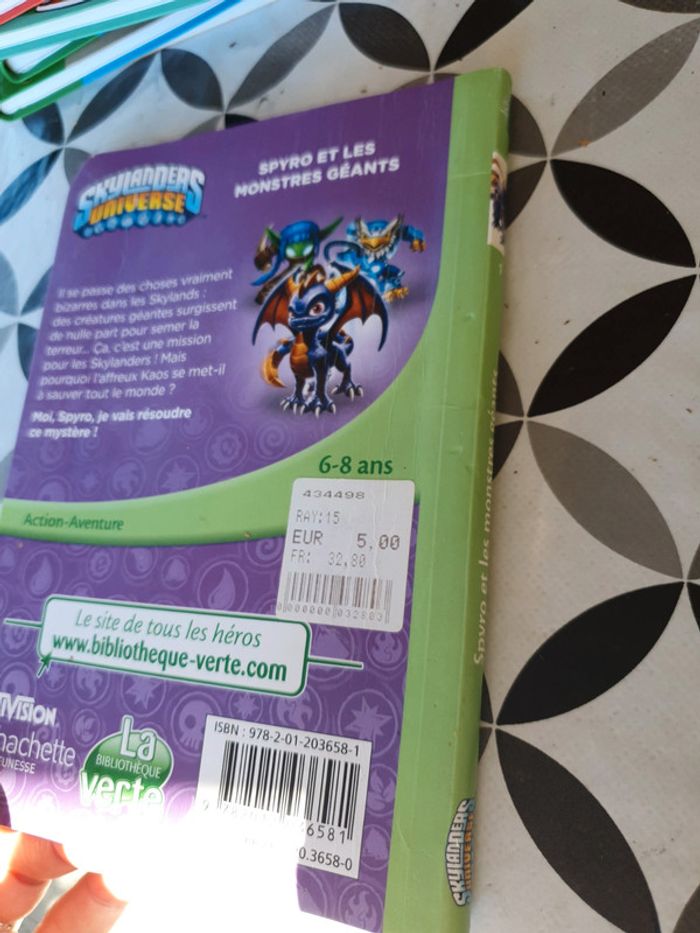 SKYLANDERS
UNIVERSE
SPYRO ET LES
MONSTRES GÉANTS
Il se passe des choses vraiment
bizarres dans les Skylands :
des créatures géantes surgissent
de nulle part pour semer la
terreur... Ça, c'est une mission
pour les Skylanders ! Mais
pourquoi l'affreux Kaos se met-il
à sauver tout le monde ?
Moi, Spyro, je vais résoudre
ce mystère !
6-8 ans
Action-Aventure
434498
RAY:15
EUR 5,00
FR: 32,80
Le site de tous les héros
www.bibliotheque-verte.com
hachette
La
BIBLIOTHÈQUE
verte
ISBN : 978-2-01-203658-1
Spyro et les monstres géants
SKYLANDERS
UNIVERSE